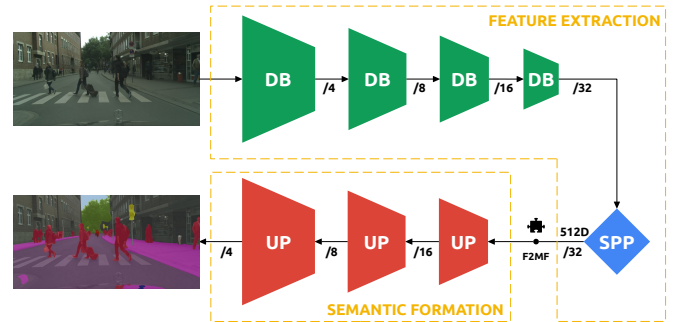 FEATURE EXTRACTION
DB DB DB DB
/4 /8 /16 /32
512D
UP UP UP SPP
/4 /8 /16 F2MF /32
SEMANTIC FORMATION